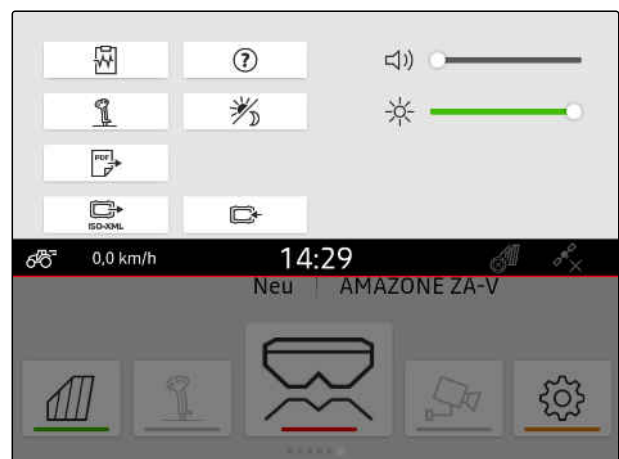 ?
PDF
ISO-XML
0,0 km/h
14:29
Neu | AMAZONE ZA-V